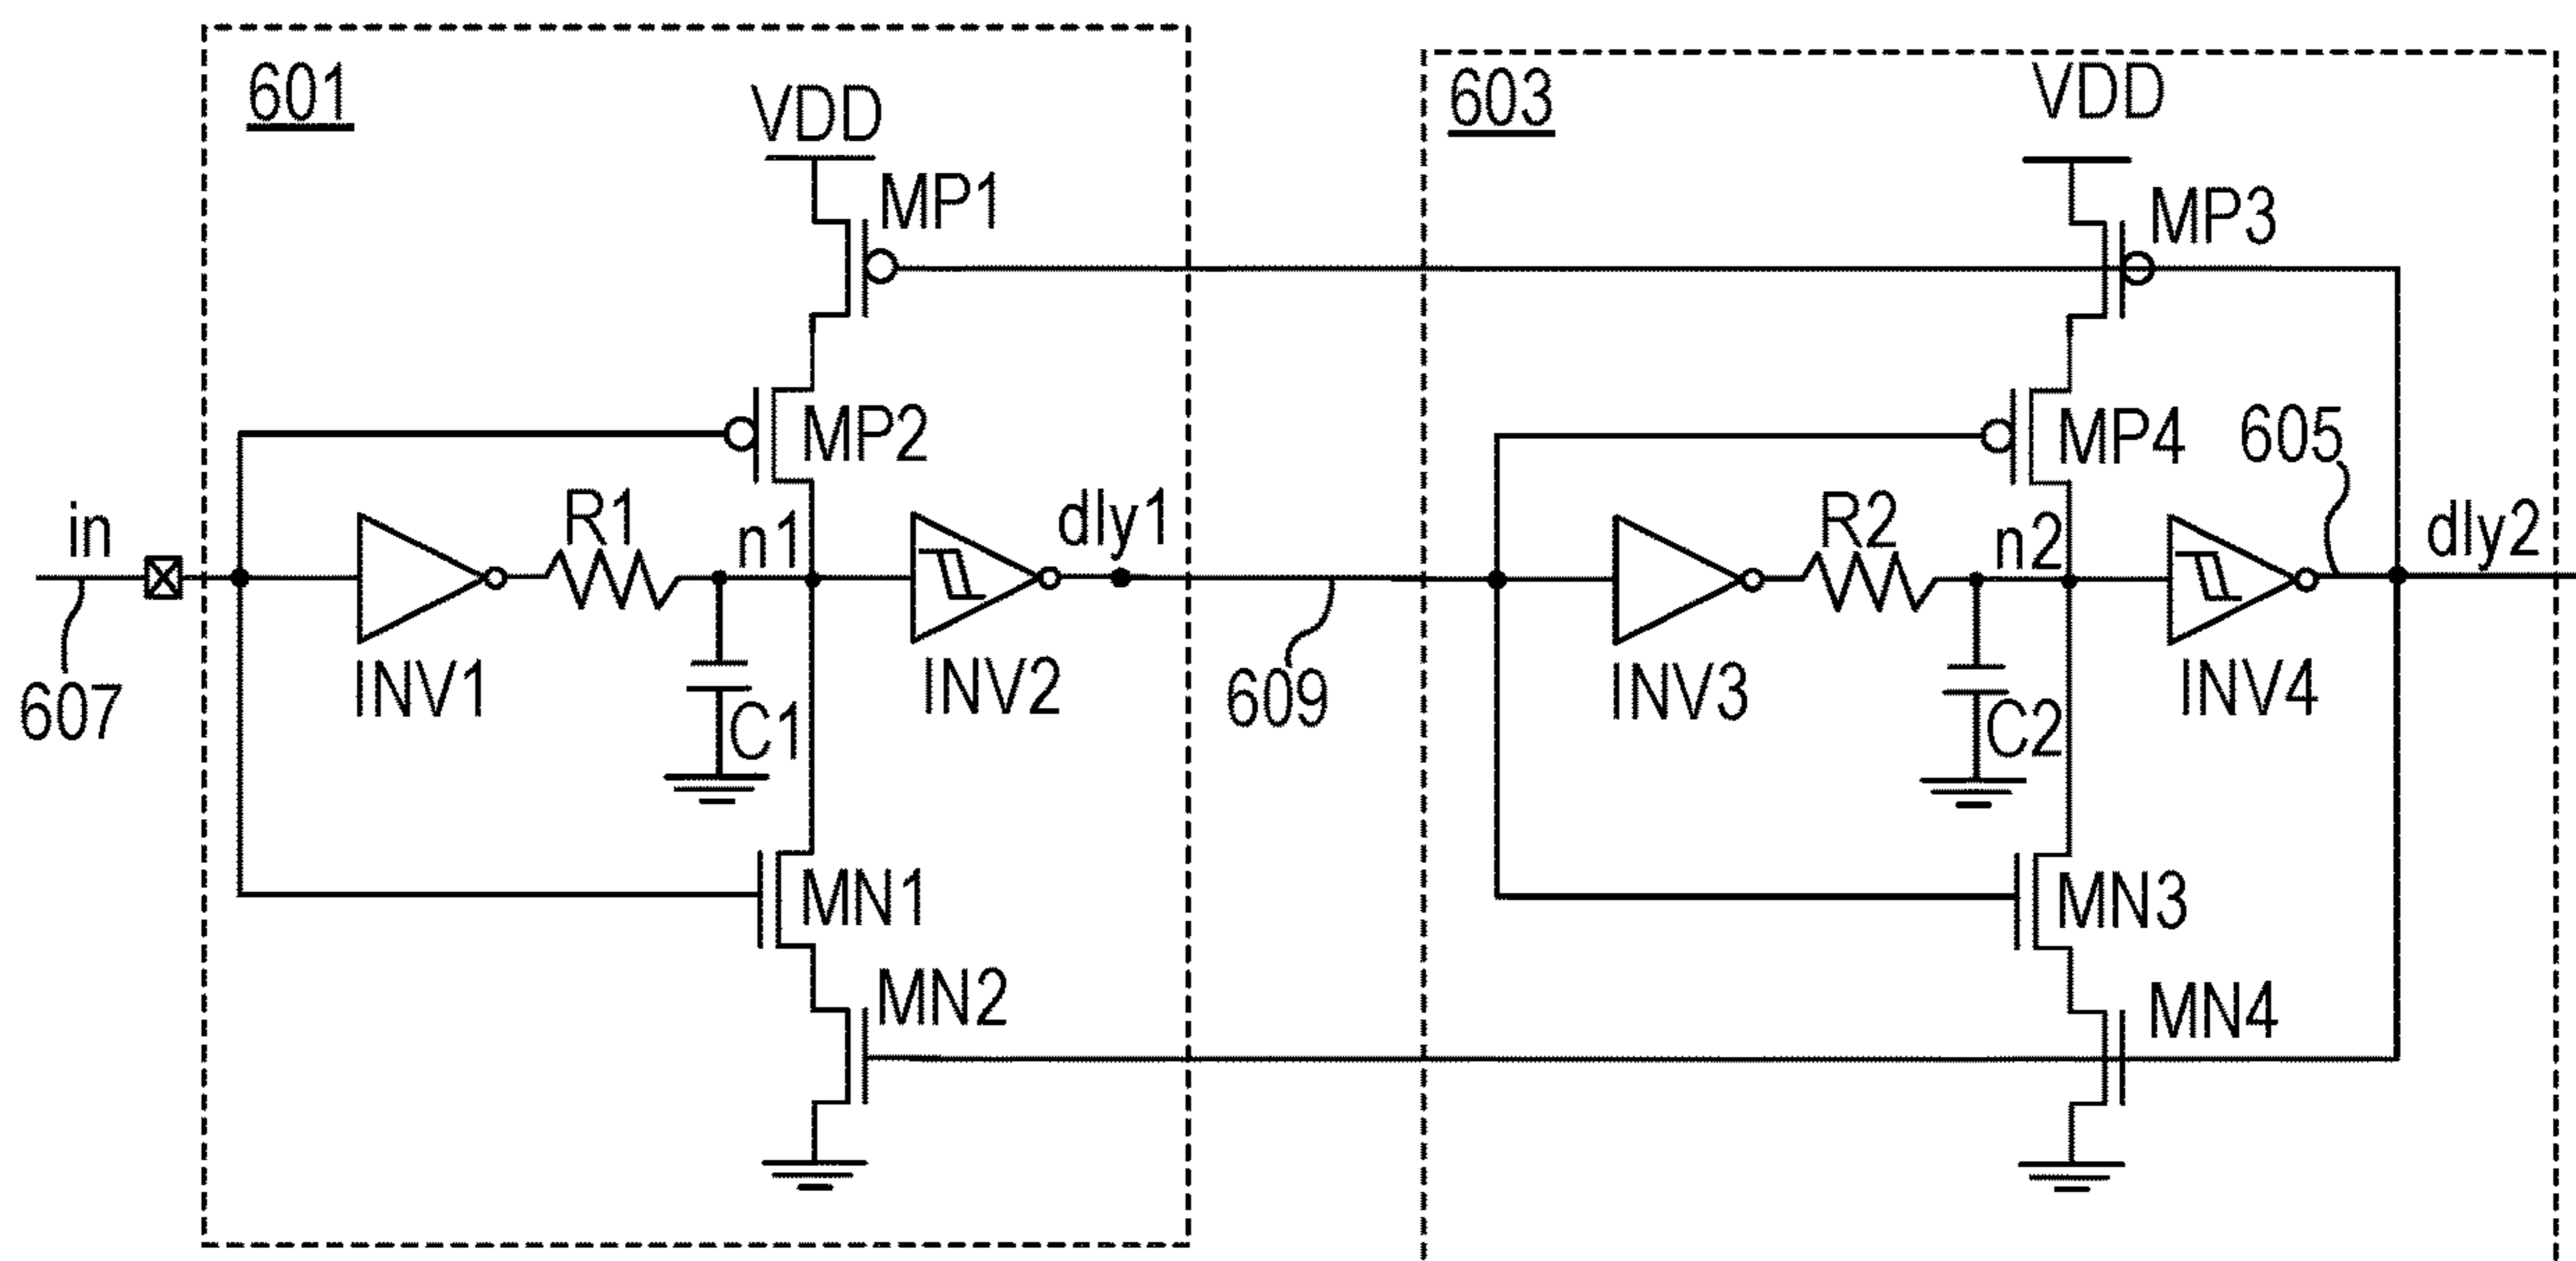 601
VDD
MP1
MP2
in
R1
n1
dly1
607
INV1
C1
INV2
609
MN1
MN2
603
VDD
MP3
MP4
605
R2
n2
dly2
INV3
C2
INV4
MN3
MN4